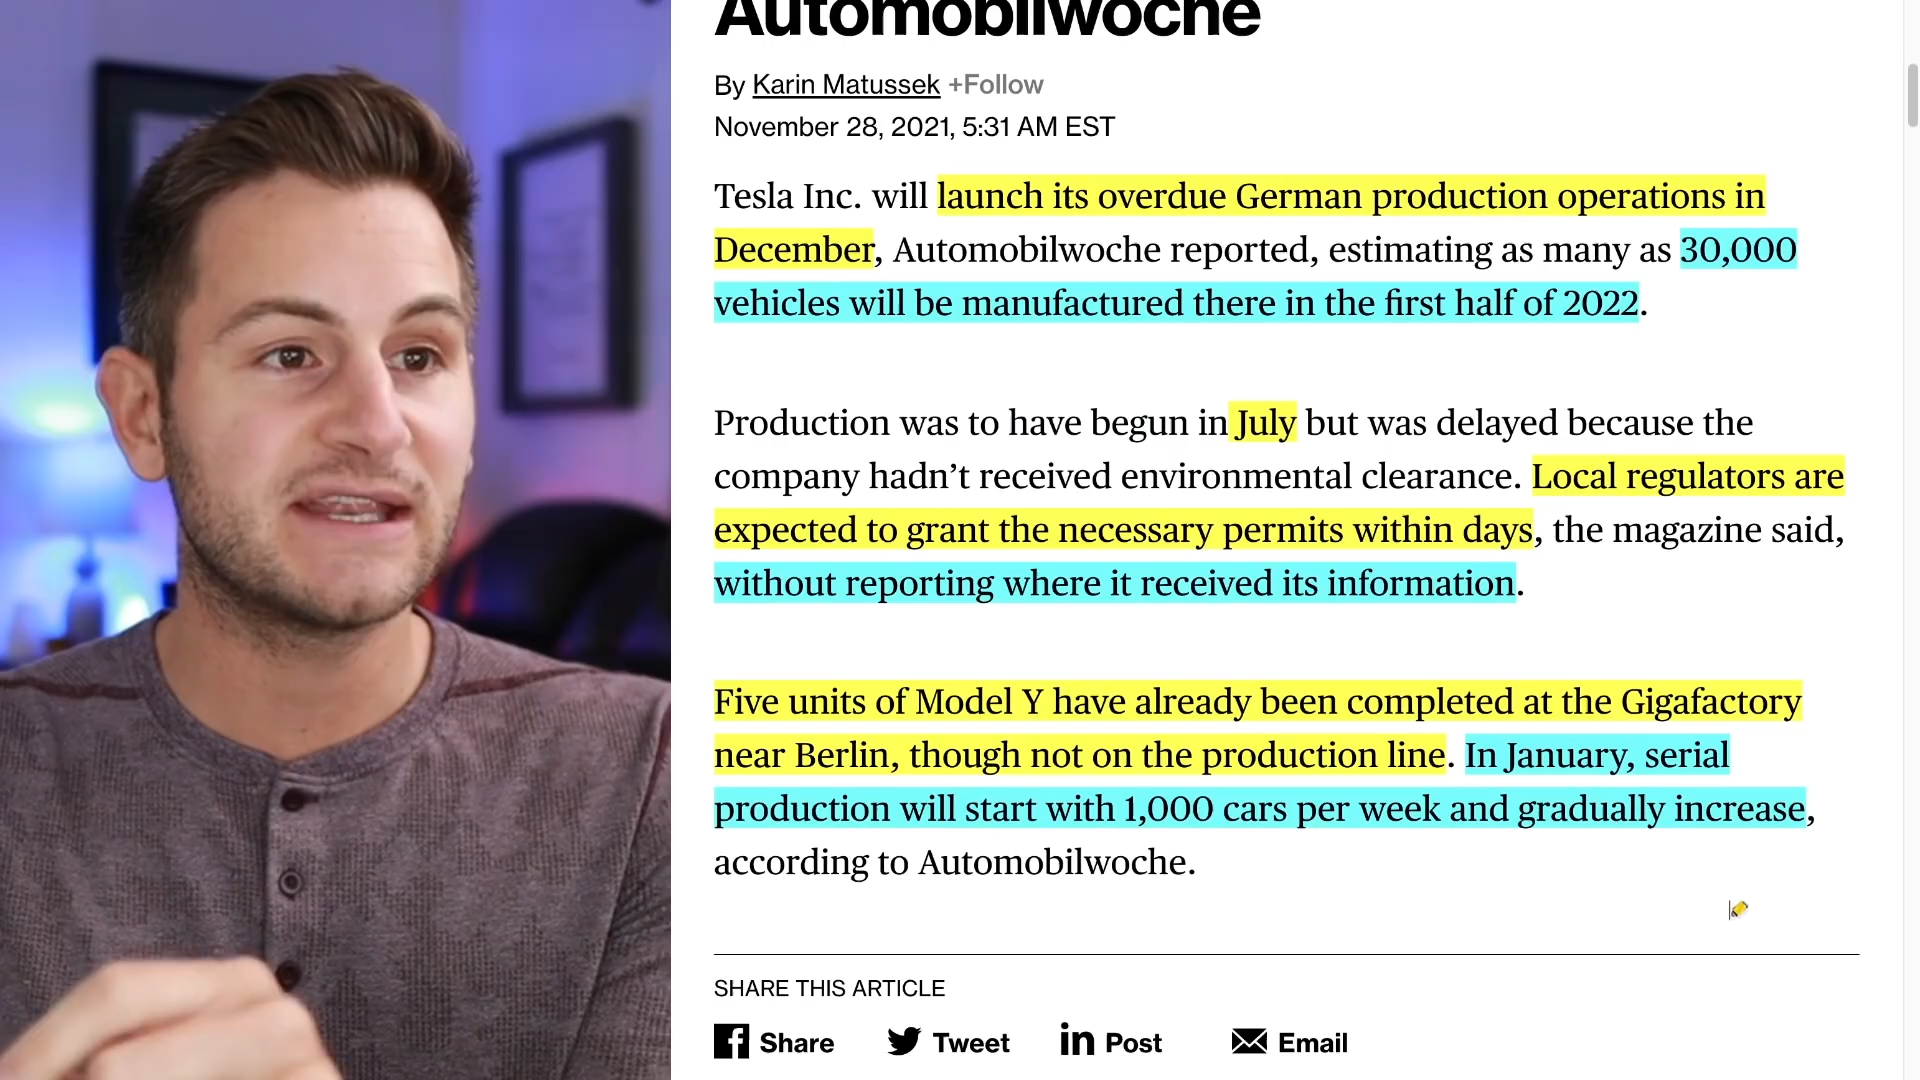 Automobilwoche
By Karin Matussek +Follow
November 28, 2021, 5:31 AM EST
Tesla Inc. will launch its overdue German production operations in
December, Automobilwoche reported, estimating as many as 30,000
vehicles will be manufactured there in the first half of 2022.
Production was to have begun in July but was delayed because the
company hadn’t received environmental clearance. Local regulators are
expected to grant the necessary permits within days, the magazine said,
without reporting where it received its information.
Five units of Model Y have already been completed at the Gigafactory
near Berlin, though not on the production line. In January, serial
production will start with 1,000 cars per week and gradually increase,
according to Automobilwoche.
SHARE THIS ARTICLE
Share Tweet Post Email